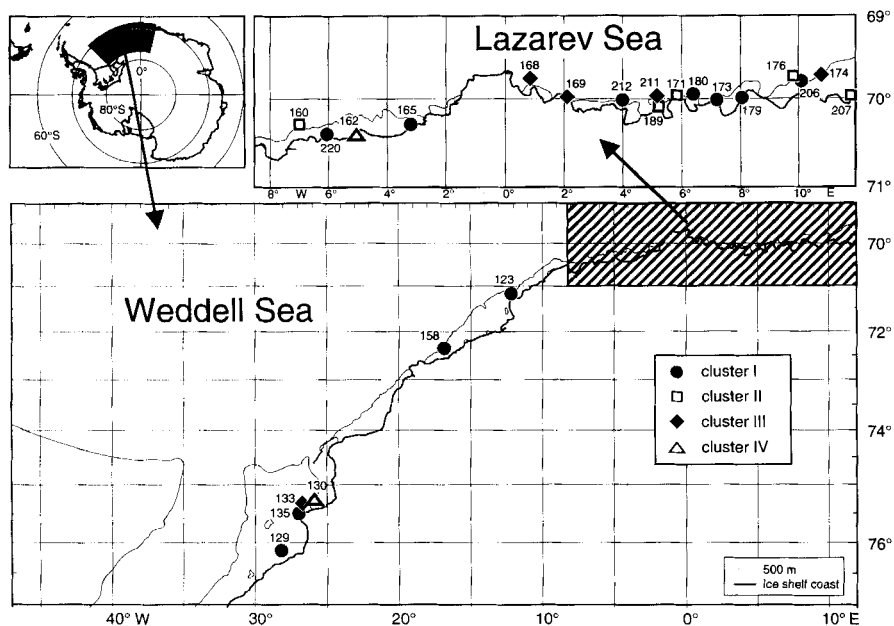 0°
80°S
60°S
Lazarev Sea
69°
70°
71°
160
220
162
165
168
169
212
211
189
171
180
173
179
176
206
174
207
8° W 6° 4° 2° 0° 2° 4° 6° 8° 10° E
Weddell Sea
123
158
133
130
135
129
70°
72°
74°
76°
cluster I
cluster II
cluster III
cluster IV
500 m
ice shelf coast
40° W 30° 20° 10° 0° 10° E